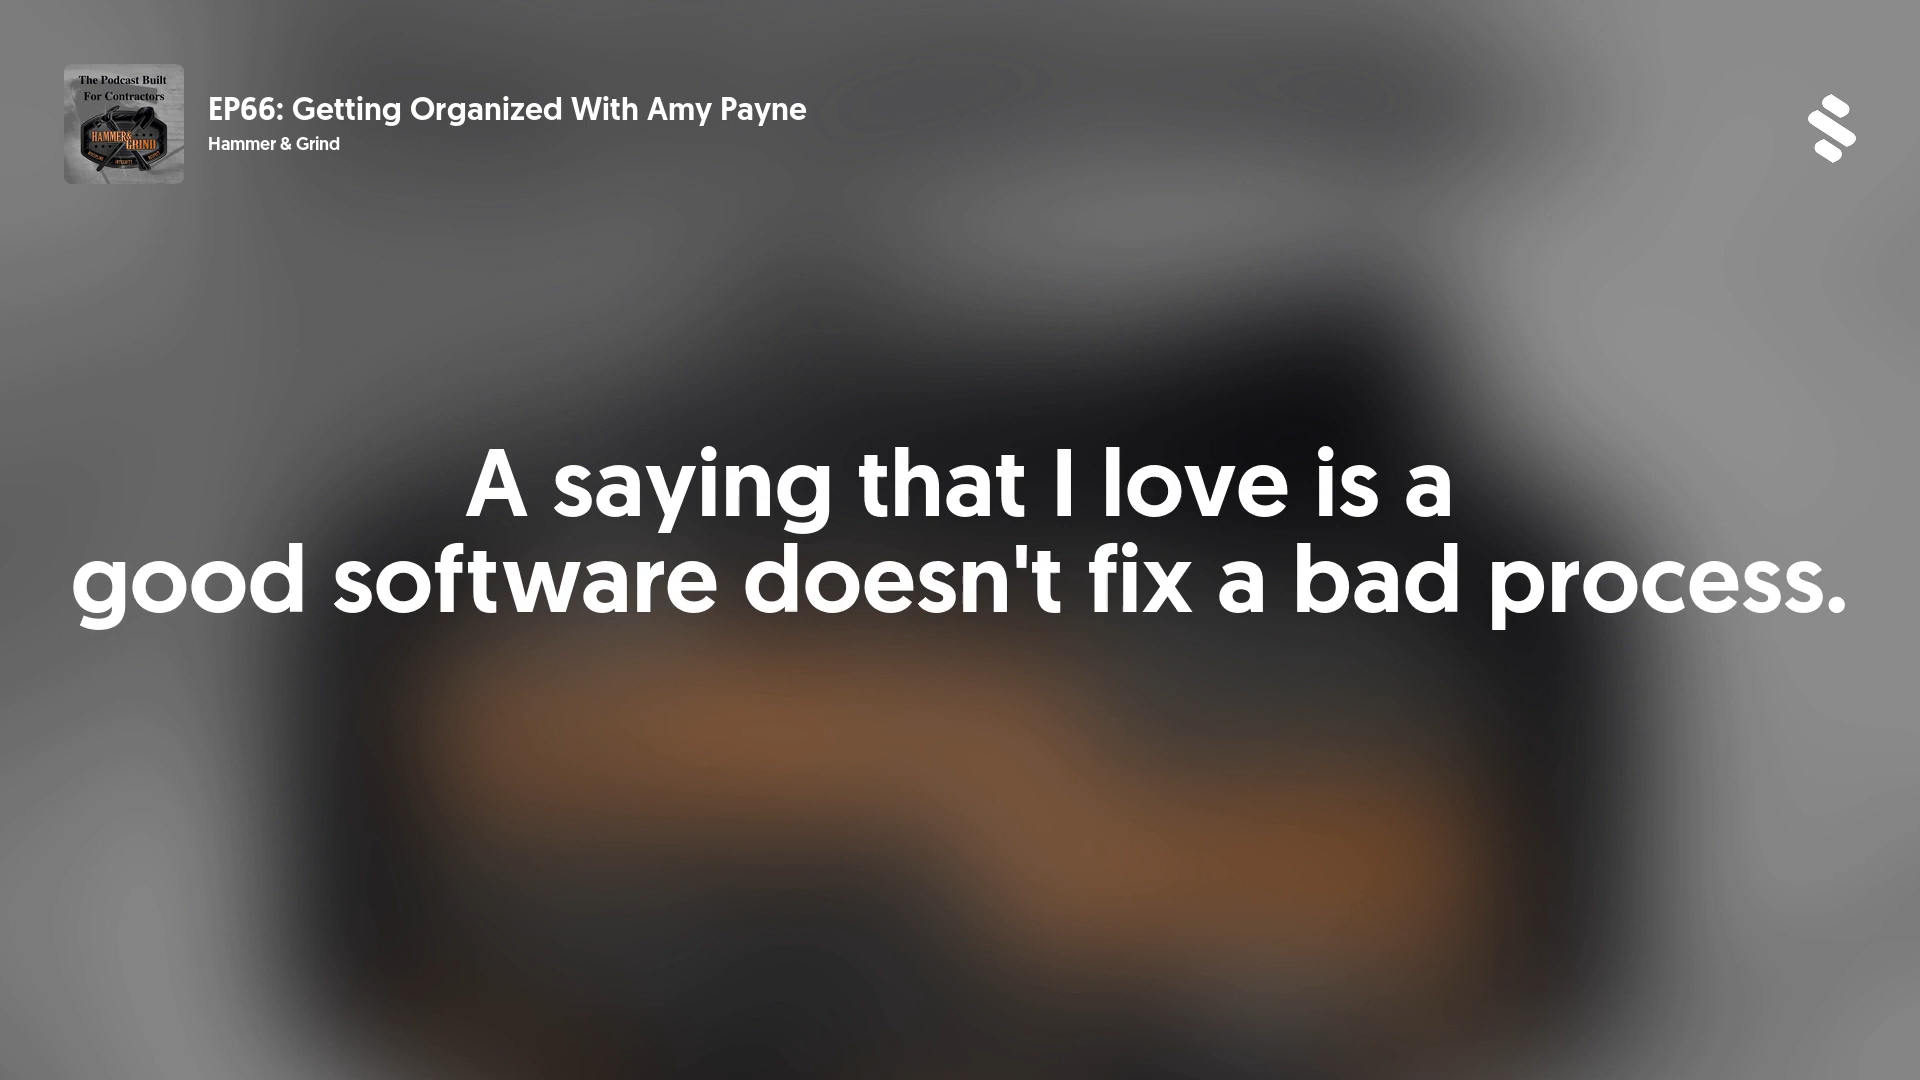 The Podcast Built
For Contractors
HAMMER&
GRIND
EP66: Getting Organized With Amy Payne
Hammer & Grind
A saying that I love is a
good software doesn't fix a bad process.